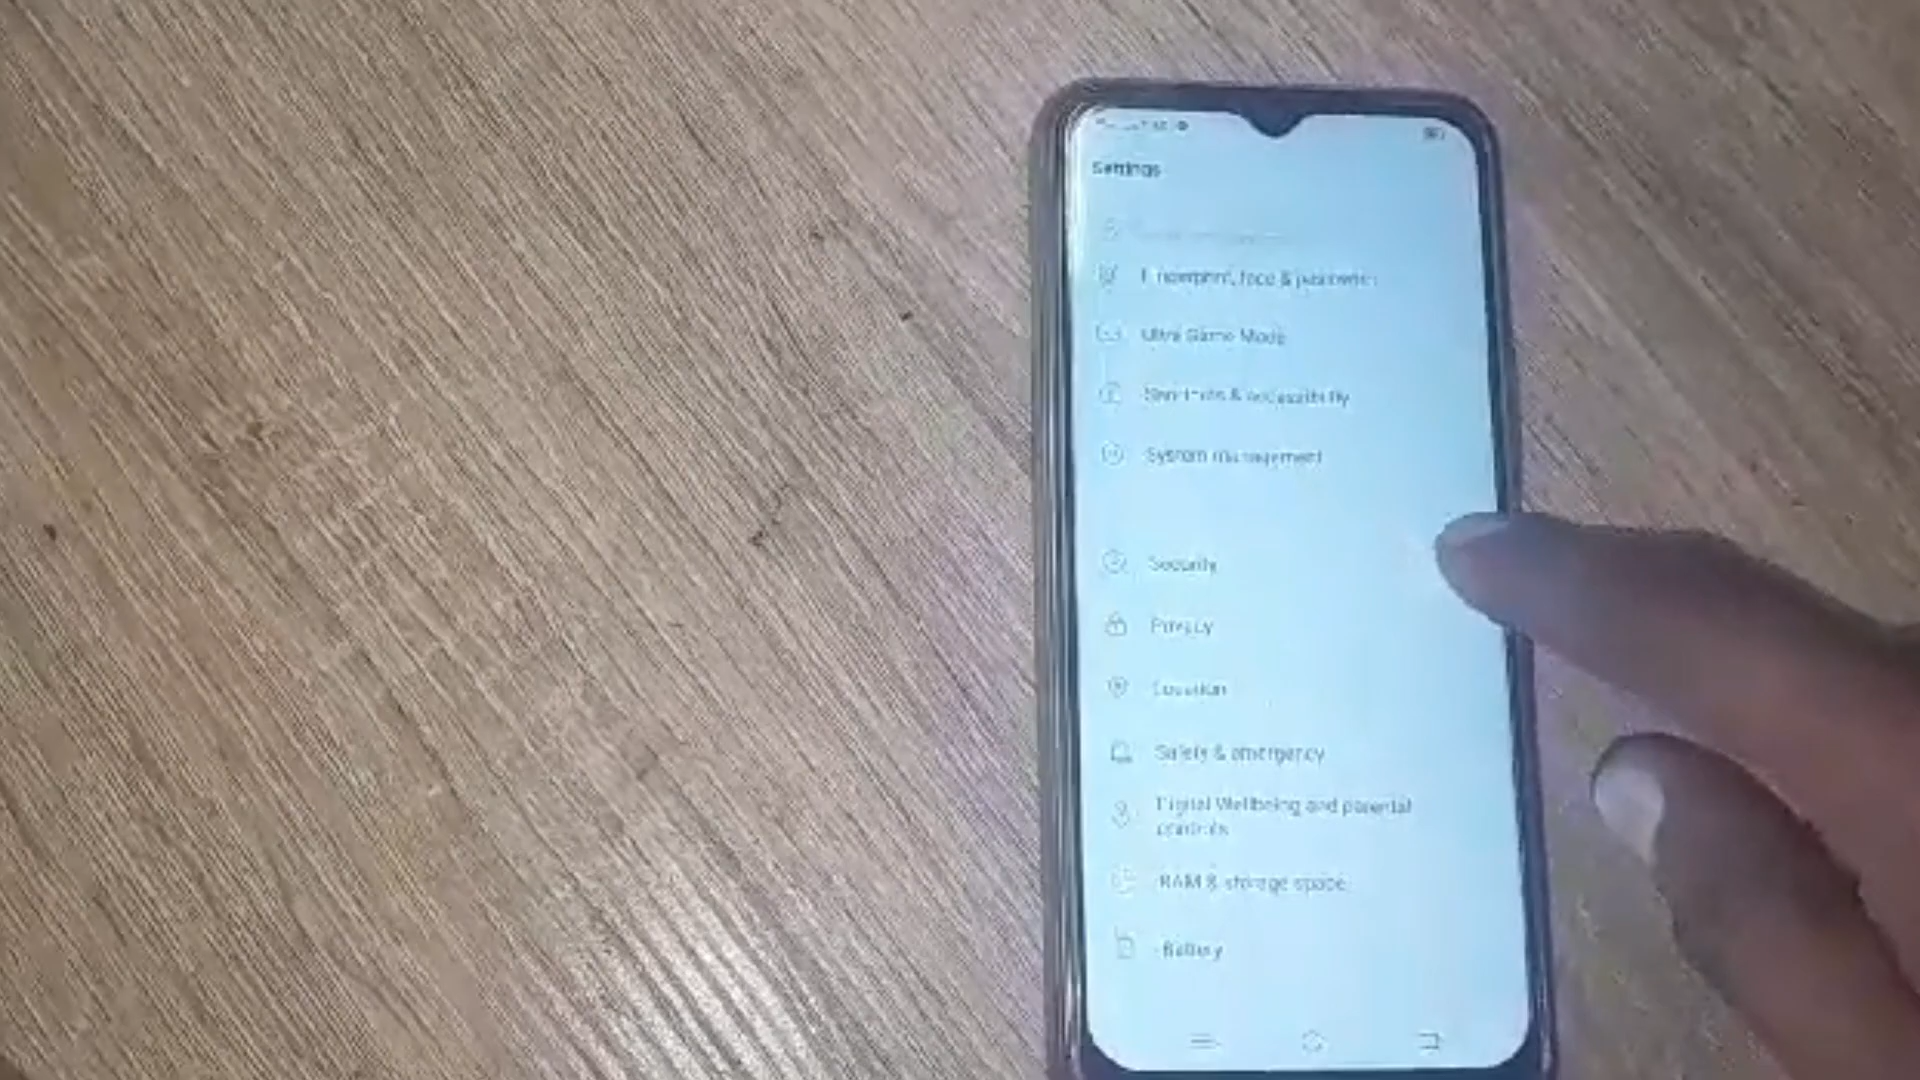 Settings
Fingerprint, face & password
Ultra Game Mode
Shortcuts & accessibility
System management
Security
Privacy
Location
Safety & emergency
Digital Wellbeing and parental
controls
RAM & storage space
Battery